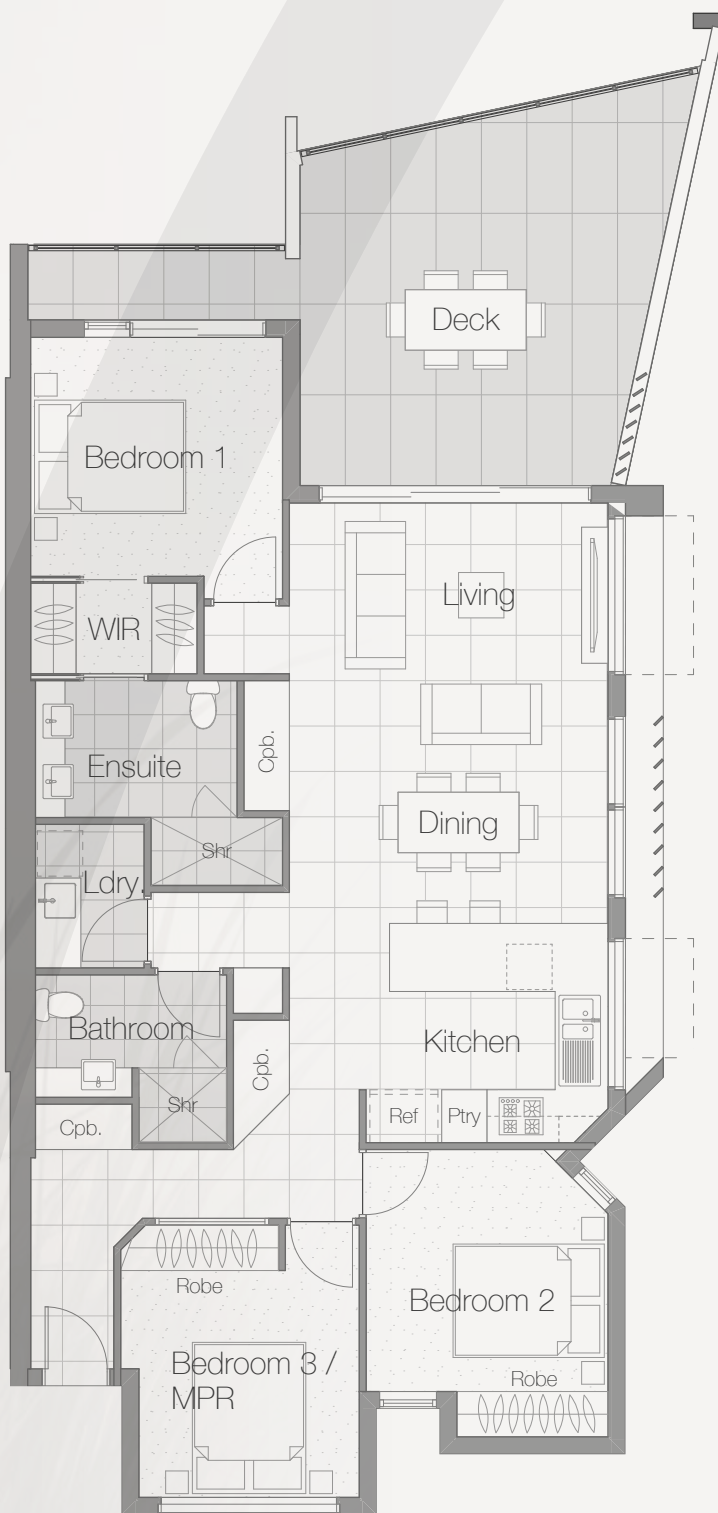 Deck
Bedroom 1
Living
WIR
Cpb.
Ensuite
Dining
Shr
Ldry.
Bathroom
Kitchen
Cpb.
Shr
Ref
Ptry
Cpb.
Robe
Bedroom 2
Bedroom 3 /
MPR
Robe